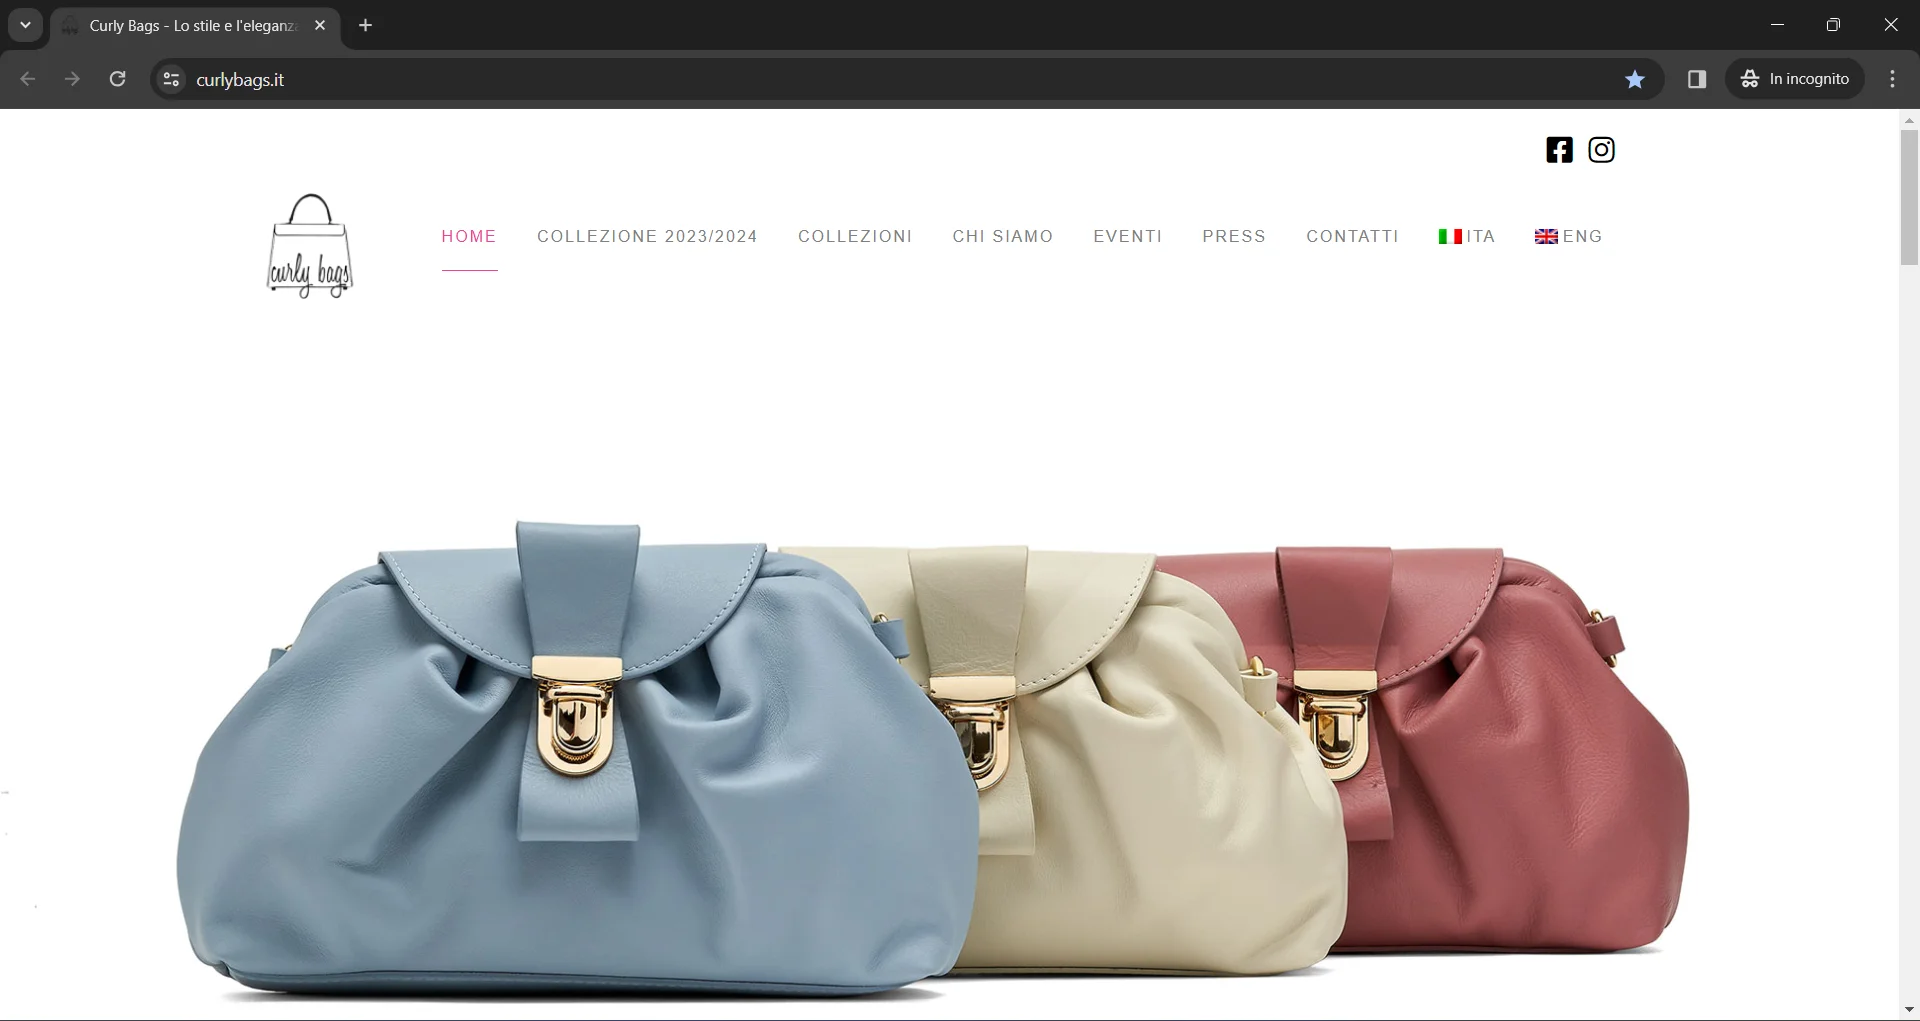 Curly Bags - Lo stile e l'eleganza
curlybags.it
In incognito
curly bags
HOME
COLLEZIONE 2023/2024
COLLEZIONI
CHI SIAMO
EVENTI
PRESS
CONTATTI
ITA
ENG